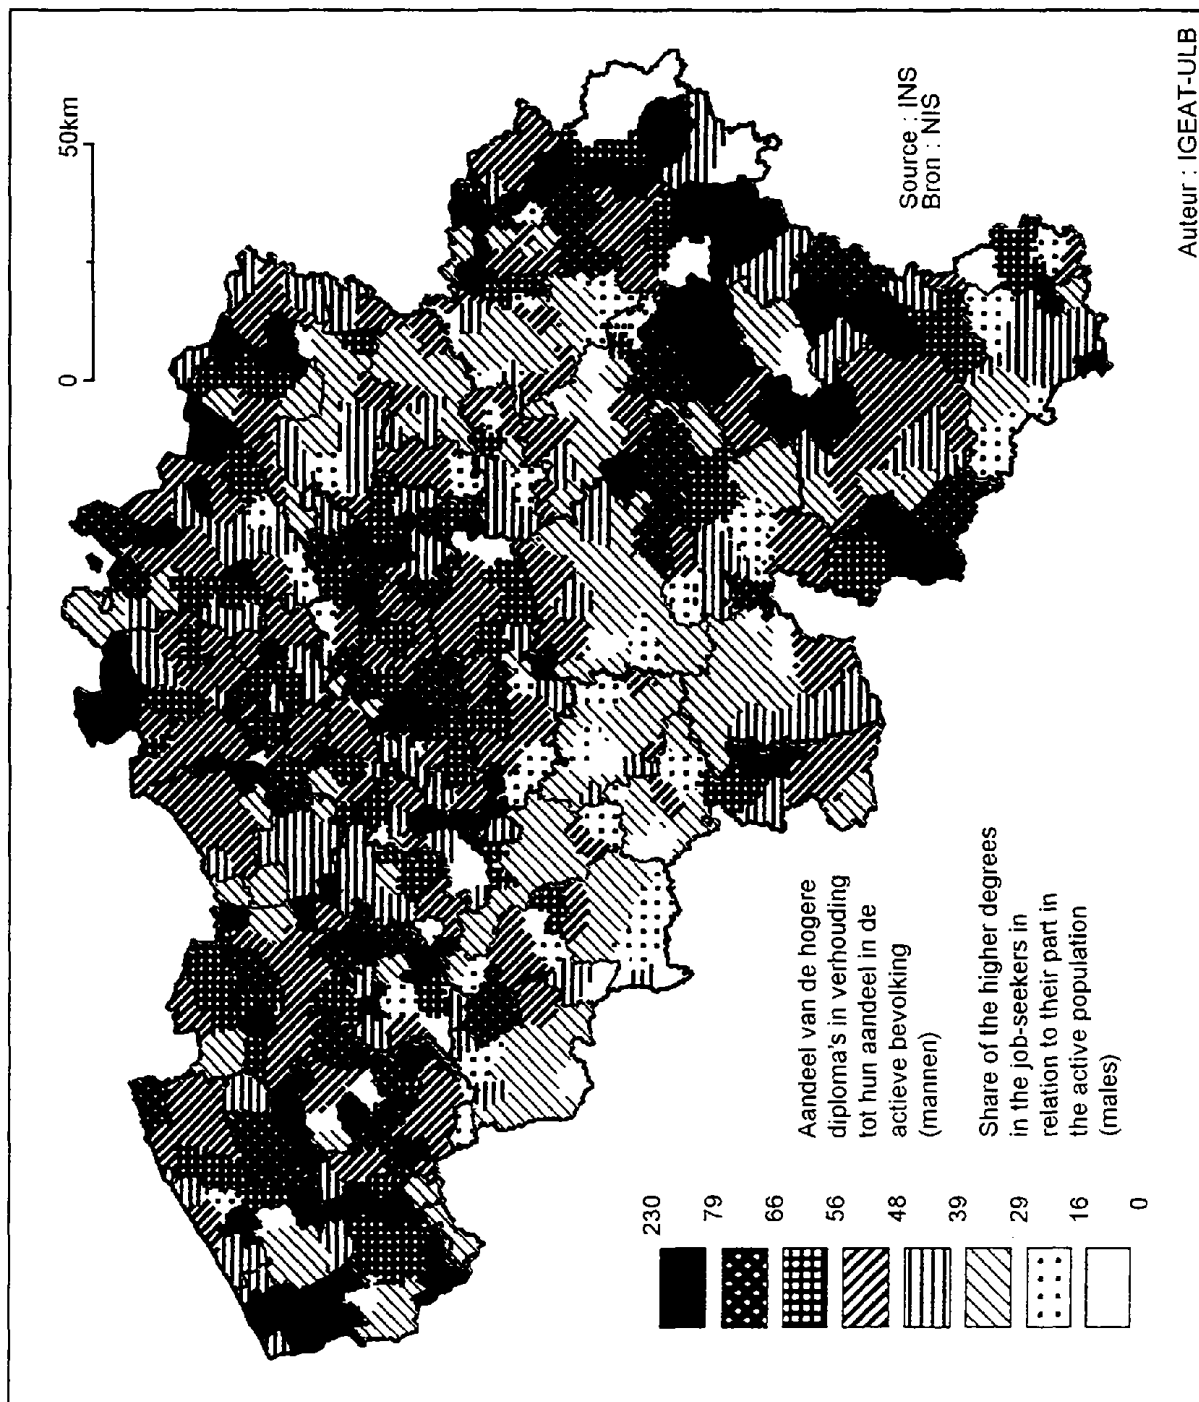 0
50km
Source : INS
Bron : NIS
230
79
66
56
48
39
29
16
0
Aandeel van de hogere
diploma's in verhouding
tot hun aandeel in de
actieve bevolking
(mannen)
Share of the higher degrees
in the job-seekers in
relation to their part in
the active population
(males)
Auteur : IGEAT-ULB